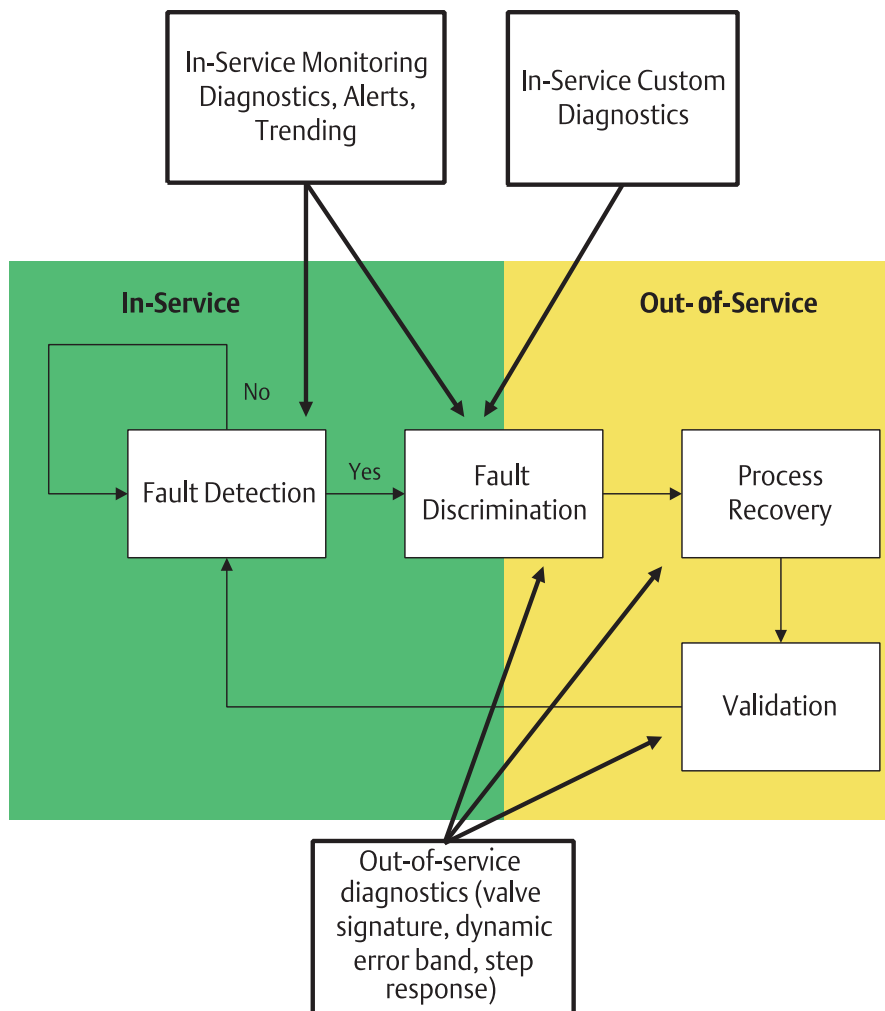 In-Service Monitoring
Diagnostics, Alerts,
Trending
In-Service Custom
Diagnostics
In-Service
Out- of-Service
No
Fault Detection
Yes
Fault
Discrimination
Process
Recovery
Validation
Out-of-service
diagnostics (valve
signature, dynamic
error band, step
response)